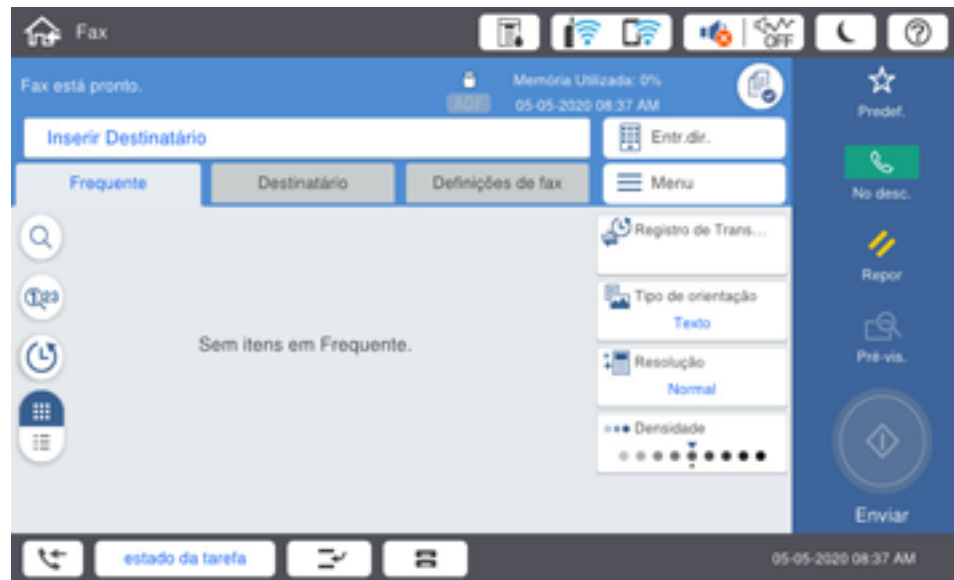 Fax
OFF
Fax está pronto.
ADF
Memória Utilizada: 0%
05-05-2020 08:37 AM
Predef.
Inserir Destinatário
Entr.dir.
Frequente
Destinatário
Definições de fax
Menu
No desc.
Registro de Trans...
Repor
123
Tipo de orientação
Texto
Sem itens em Frequente.
Pré-vis.
Resolução
Normal
Densidade
Enviar
estado da tarefa
05-05-2020 08:37 AM